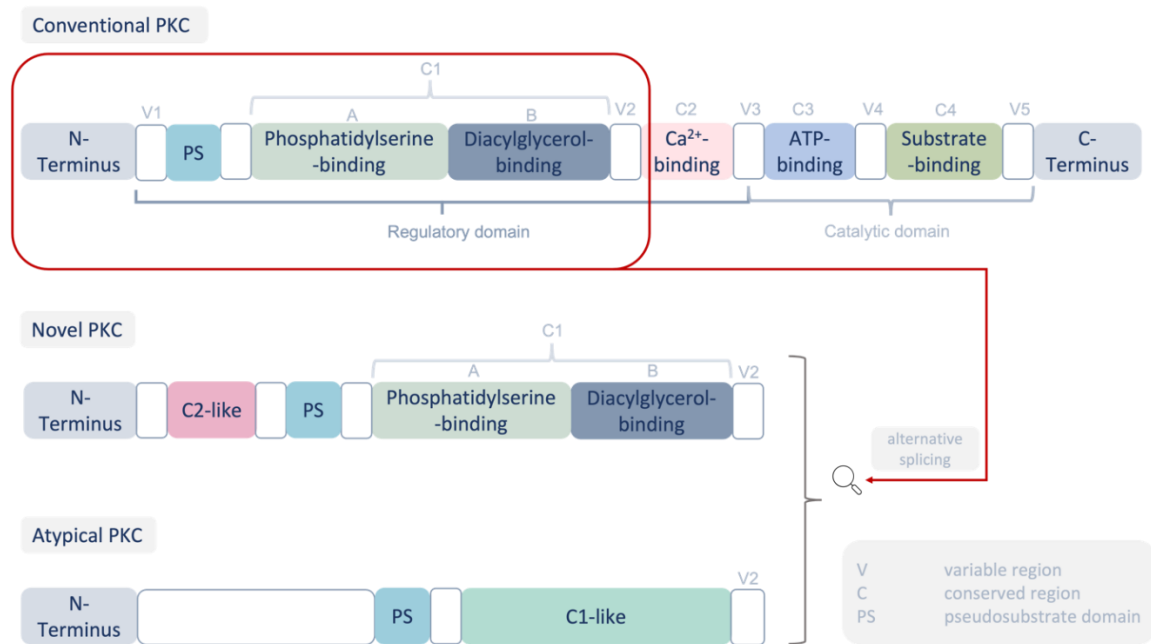 Conventional PKC
C1
V1
A
B
V2
C2
V3
C3
V4
C4
V5
N-
Terminus
PS
Phosphatidylserine
-binding
Diacylglycerol-
binding
Ca²⁺-
binding
ATP-
binding
Substrate
-binding
C-
Terminus
Regulatory domain
Catalytic domain
Novel PKC
C1
A
B
V2
N-
Terminus
C2-like
PS
Phosphatidylserine
-binding
Diacylglycerol-
binding
alternative
splicing
Atypical PKC
V2
N-
Terminus
PS
C1-like
V variable region
C conserved region
PS pseudosubstrate domain